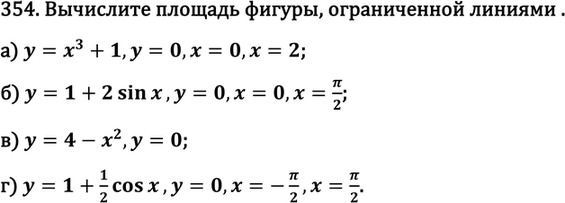 354. Вычислите площадь фигуры, ограниченной линиями .
а) y = x³ + 1, y = 0, x = 0, x = 2;
б) y = 1 + 2 sin x , y = 0, x = 0, x = π/2;
в) y = 4 − x², y = 0;
г) y = 1 + 1/2 cos x , y = 0, x = −π/2, x = π/2.